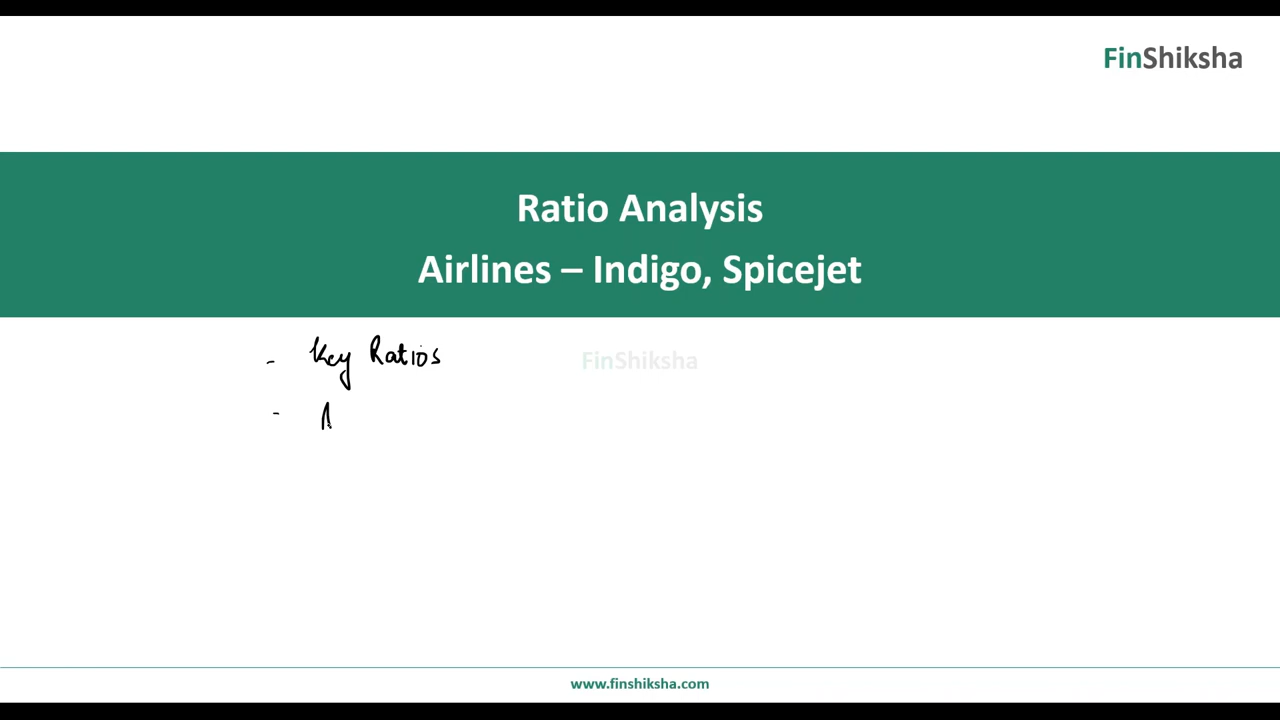 FinShiksha
Ratio Analysis
Airlines – Indigo, Spicejet
- Key Ratios
FinShiksha
-
www.finshiksha.com